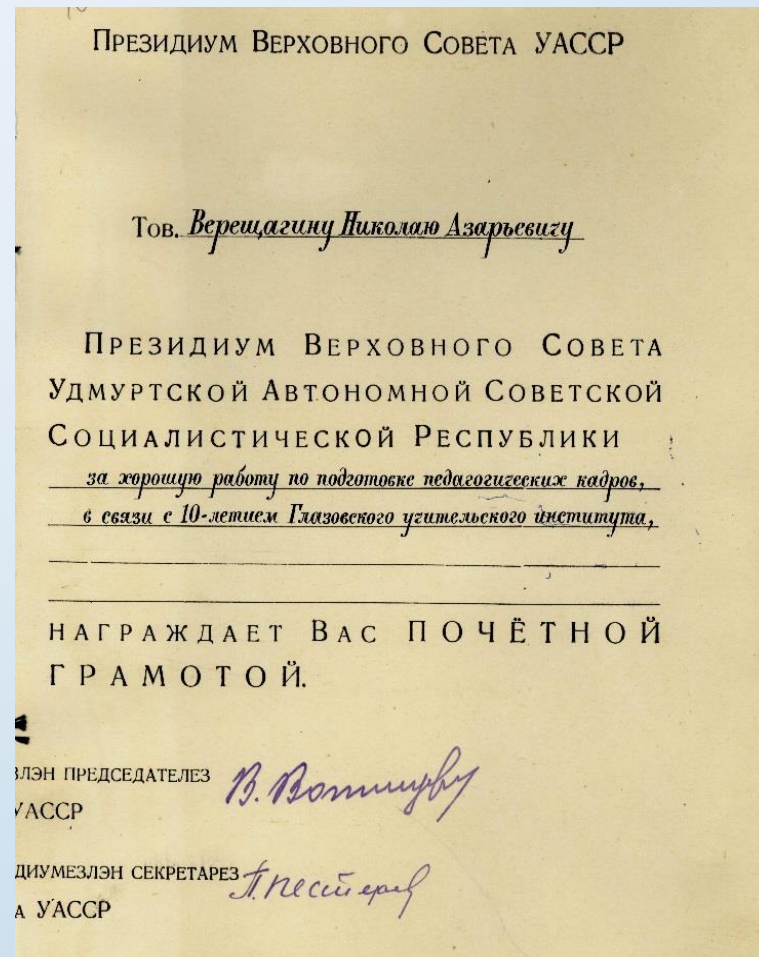 Президиум Верховного Совета УАССР
Тов. Верещагину Николаю Азарьевичу
Президиум Верховного Совета
Удмуртской Автономной Советской
Социалистической Республики
за хорошую работу по подготовке педагогических кадров,
в связи с 10-летием Глазовского учительского института,
награждает Вас ПОЧЁТНОЙ
ГРАМОТОЙ.
ЗЛЭН ПРЕДСЕДАТЕЛЕЗ
УАССР
ДИУМЕЗЛЭН СЕКРЕТАРЕЗ
А УАССР